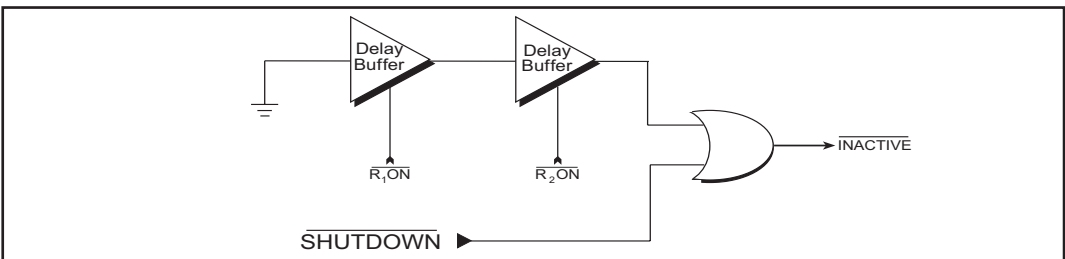 Delay
Buffer
Delay
Buffer
R1ON
R2ON
INACTIVE
SHUTDOWN